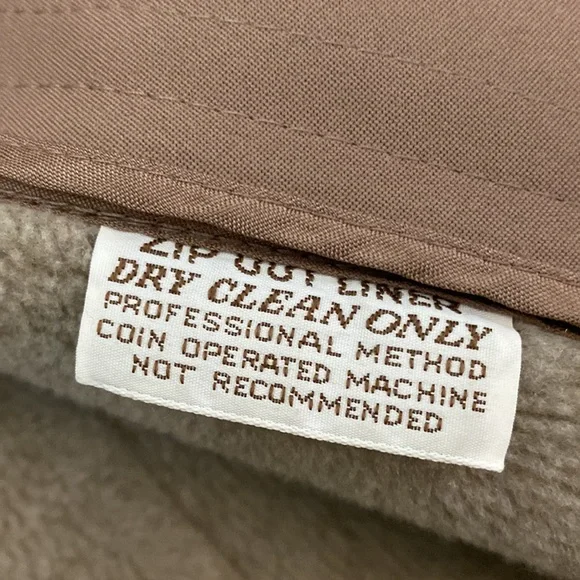 ZIP OUT LINER
DRY CLEAN ONLY
PROFESSIONAL METHOD
COIN OPERATED MACHINE
NOT RECOMMENDED